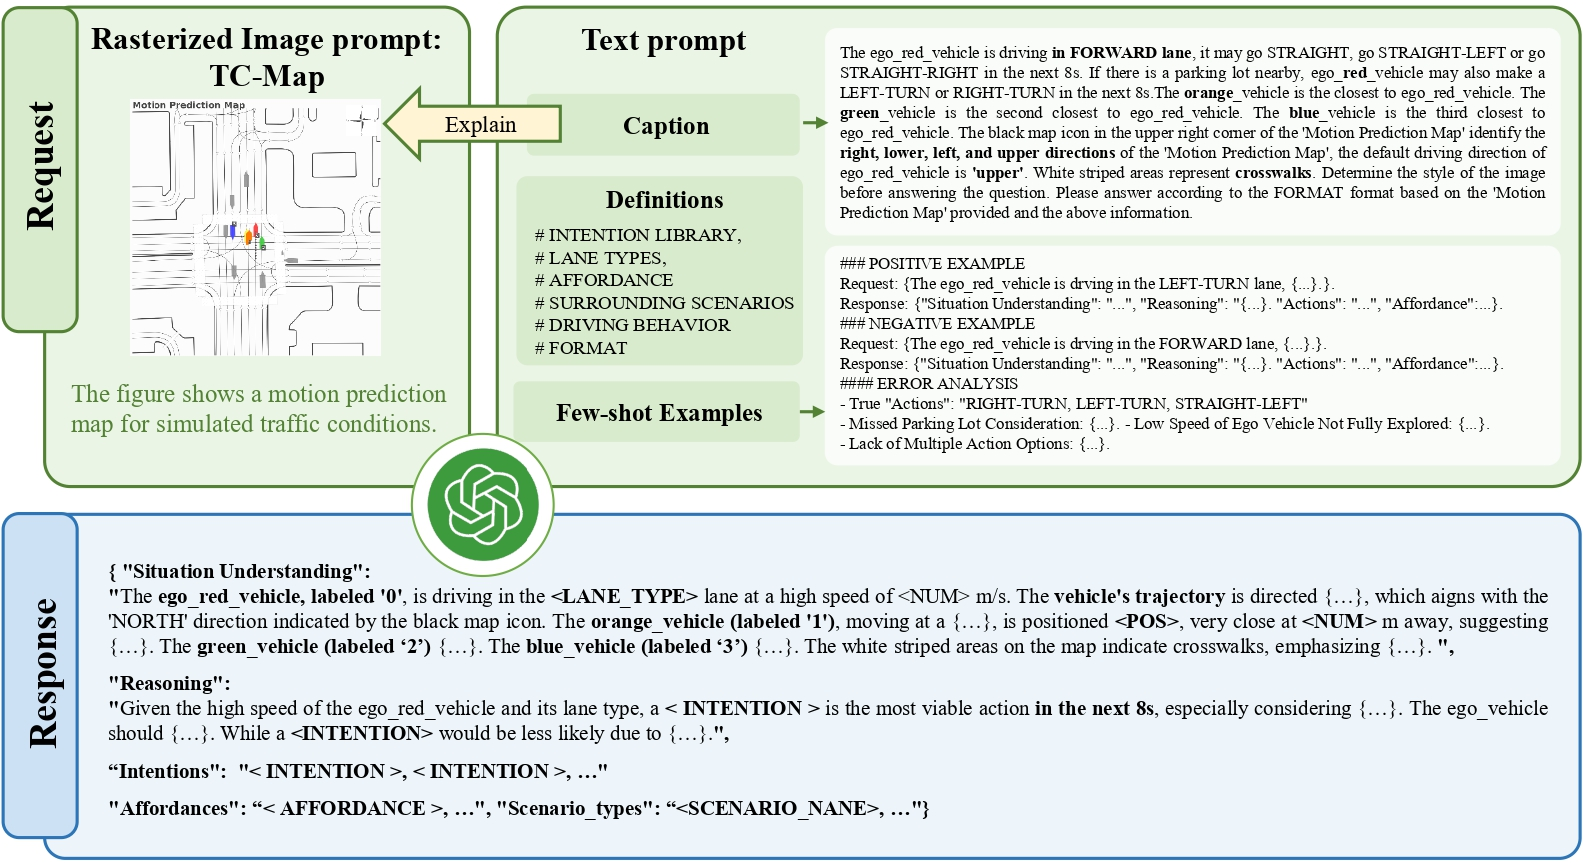 Request
Rasterized Image prompt:
TC-Map
Motion Prediction Map
The figure shows a motion prediction
map for simulated traffic conditions.
Explain
Text prompt
Caption
The ego_red_vehicle is driving in FORWARD lane, it may go STRAIGHT, go STRAIGHT-LEFT or go
STRAIGHT-RIGHT in the next 8s. If there is a parking lot nearby, ego_red_vehicle may also make a
LEFT-TURN or RIGHT-TURN in the next 8s.The orange_vehicle is the closest to ego_red_vehicle. The
green_vehicle is the second closest to ego_red_vehicle. The blue_vehicle is the third closest to
ego_red_vehicle. The black map icon in the upper right corner of the 'Motion Prediction Map' identify the
right, lower, left, and upper directions of the 'Motion Prediction Map', the default driving direction of
ego_red_vehicle is 'upper'. White striped areas represent crosswalks. Determine the style of the image
before answering the question. Please answer according to the FORMAT format based on the 'Motion
Prediction Map' provided and the above information.
Definitions
# INTENTION LIBRARY,
# LANE TYPES,
# AFFORDANCE
# SURROUNDING SCENARIOS
# DRIVING BEHAVIOR
# FORMAT
Few-shot Examples
### POSITIVE EXAMPLE
Request: {The ego_red_vehicle is drving in the LEFT-TURN lane, {...}.}.
Response: {"Situation Understanding": "...", "Reasoning": "{...}. "Actions": "...", "Affordance":...}.
### NEGATIVE EXAMPLE
Request: {The ego_red_vehicle is drving in the FORWARD lane, {...}.}.
Response: {"Situation Understanding": "...", "Reasoning": "{...}. "Actions": "...", "Affordance":...}.
#### ERROR ANALYSIS
- True "Actions": "RIGHT-TURN, LEFT-TURN, STRAIGHT-LEFT"
- Missed Parking Lot Consideration: {...}. - Low Speed of Ego Vehicle Not Fully Explored: {...}.
- Lack of Multiple Action Options: {...}.
Response
{ "Situation Understanding":
"The ego_red_vehicle, labeled '0', is driving in the <LANE_TYPE> lane at a high speed of <NUM> m/s. The vehicle's trajectory is directed {…}, which aigns with the
'NORTH' direction indicated by the black map icon. The orange_vehicle (labeled '1'), moving at a {…}, is positioned <POS>, very close at <NUM> m away, suggesting
{…}. The green_vehicle (labeled ‘2’) {…}. The blue_vehicle (labeled ‘3’) {…}. The white striped areas on the map indicate crosswalks, emphasizing {…}. ",
"Reasoning":
"Given the high speed of the ego_red_vehicle and its lane type, a < INTENTION > is the most viable action in the next 8s, especially considering {…}. The ego_vehicle
should {…}. While a <INTENTION> would be less likely due to {…}.",
“Intentions": "< INTENTION >, < INTENTION >, …"
"Affordances": “< AFFORDANCE >, …", "Scenario_types": “<SCENARIO_NANE>, …"}